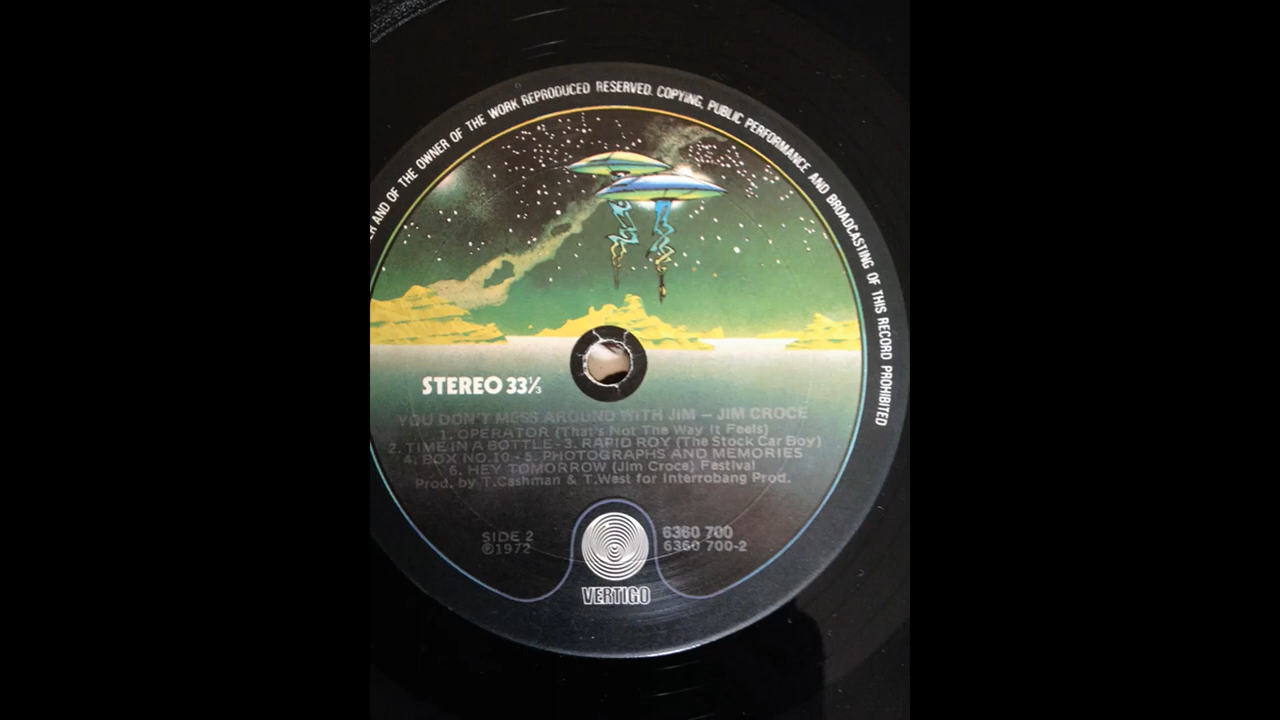 AND OF THE OWNER OF THE WORK REPRODUCED RESERVED. COPYING, PUBLIC PERFORMANCE AND BROADCASTING OF THIS RECORD PROHIBITED
STEREO 33⅓
YOU DON'T MESS AROUND WITH JIM – JIM CROCE
1. OPERATOR (That's Not The Way It Feels)
2. TIME IN A BOTTLE - 3. RAPID ROY (The Stock Car Boy)
4. BOX NO. 10 - 5. PHOTOGRAPHS AND MEMORIES
6. HEY TOMORROW (Jim Croce) Festival
Prod. by T.Cashman & T.West for Interrobang Prod.
SIDE 2
℗1972
6360 700
6360 700-2
VERTIGO